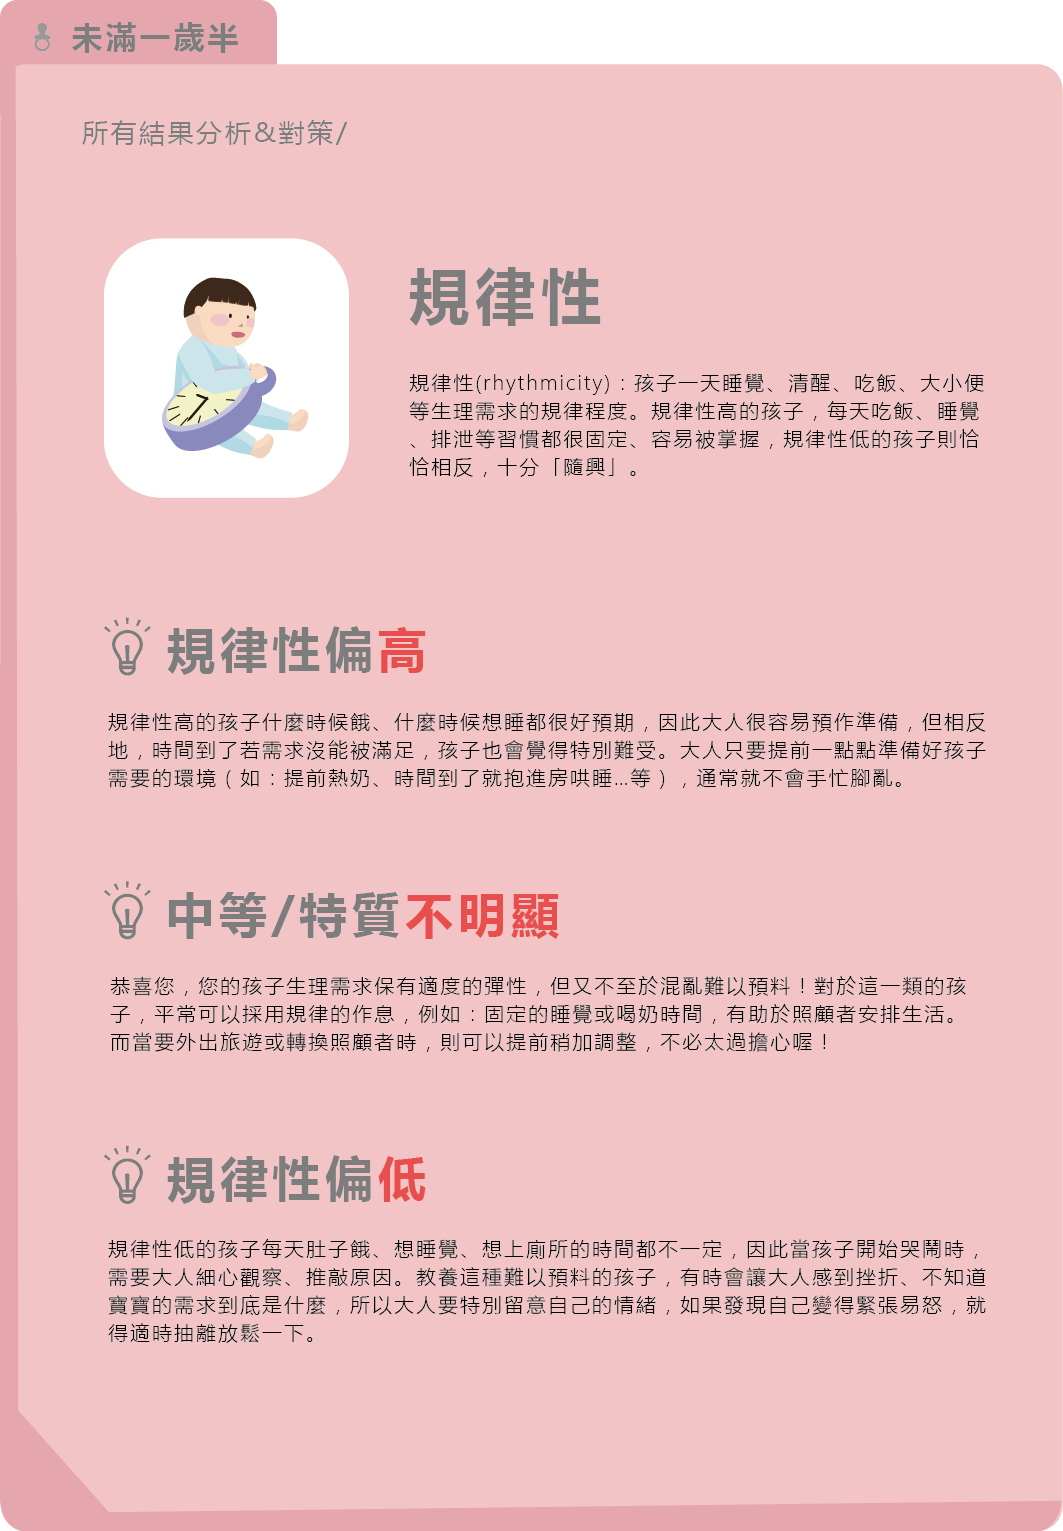 未滿一歲半
所有結果分析&對策/
規律性
規律性(rhythmicity)：孩子一天睡覺、清醒、吃飯、大小便
等生理需求的規律程度。規律性高的孩子，每天吃飯、睡覺
、排泄等習慣都很固定、容易被掌握，規律性低的孩子則恰
恰相反，十分「隨興」。
規律性偏高
規律性高的孩子什麼時候餓、什麼時候想睡都很好預期，因此大人很容易預作準備，但相反
地，時間到了若需求沒能被滿足，孩子也會覺得特別難受。大人只要提前一點點準備好孩子
需要的環境（如：提前熱奶、時間到了就抱進房哄睡...等），通常就不會手忙腳亂。
中等/特質不明顯
恭喜您，您的孩子生理需求保有適度的彈性，但又不至於混亂難以預料！對於這一類的孩
子，平常可以採用規律的作息，例如：固定的睡覺或喝奶時間，有助於照顧者安排生活。
而當要外出旅遊或轉換照顧者時，則可以提前稍加調整，不必太過擔心喔！
規律性偏低
規律性低的孩子每天肚子餓、想睡覺、想上廁所的時間都不一定，因此當孩子開始哭鬧時，
需要大人細心觀察、推敲原因。教養這種難以預料的孩子，有時會讓大人感到挫折、不知道
寶寶的需求到底是什麼，所以大人要特別留意自己的情緒，如果發現自己變得緊張易怒，就
得適時抽離放鬆一下。